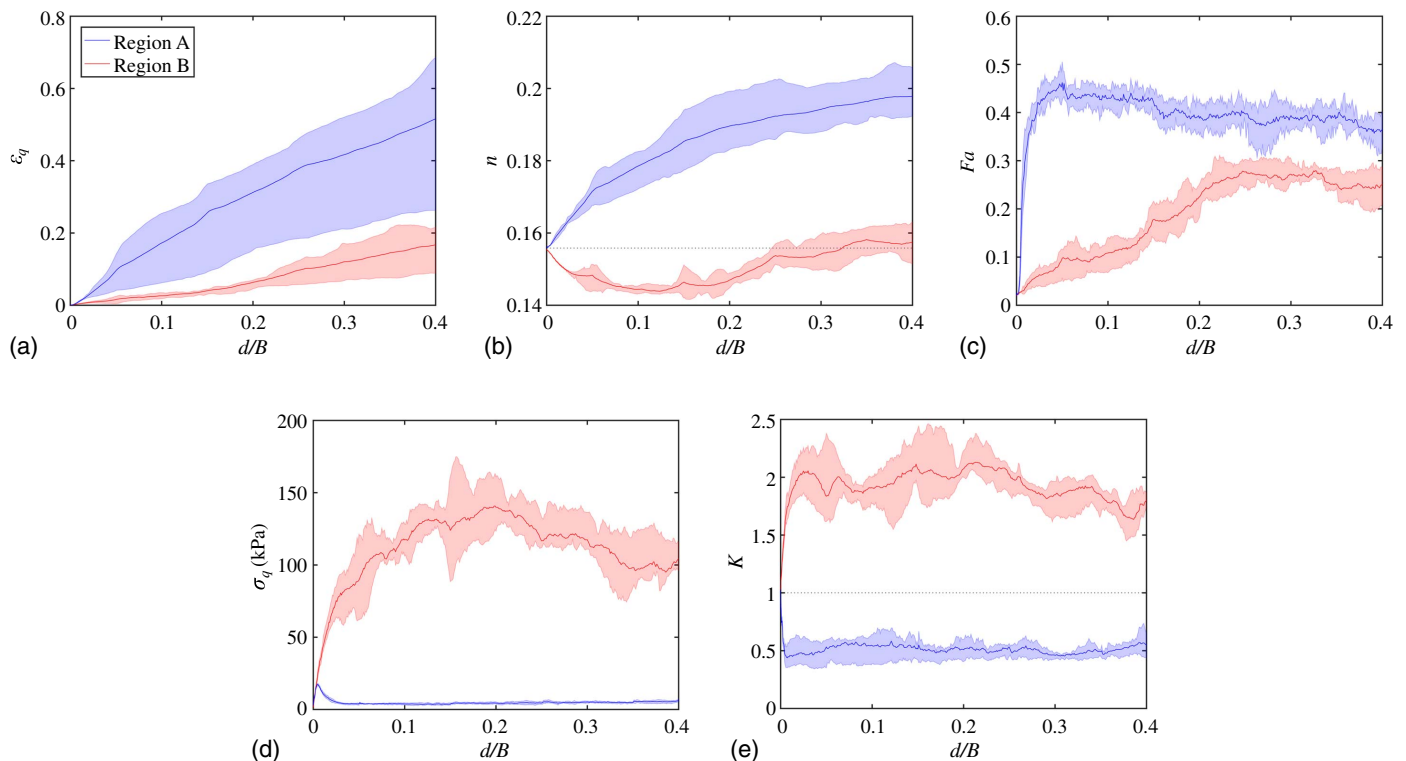 0.8
0.6
0.4
0.2
0
ε_q
Region A
Region B
0 0.1 0.2 0.3 0.4
d/B
(a)
0.22
0.2
0.18
0.16
0.14
n
0 0.1 0.2 0.3 0.4
d/B
(b)
0.6
0.5
0.4
0.3
0.2
0.1
0
Fa
0 0.1 0.2 0.3 0.4
d/B
(c)
200
150
100
50
0
σ_q (kPa)
0 0.1 0.2 0.3 0.4
d/B
(d)
2.5
2
1.5
1
0.5
0
K
0 0.1 0.2 0.3 0.4
d/B
(e)